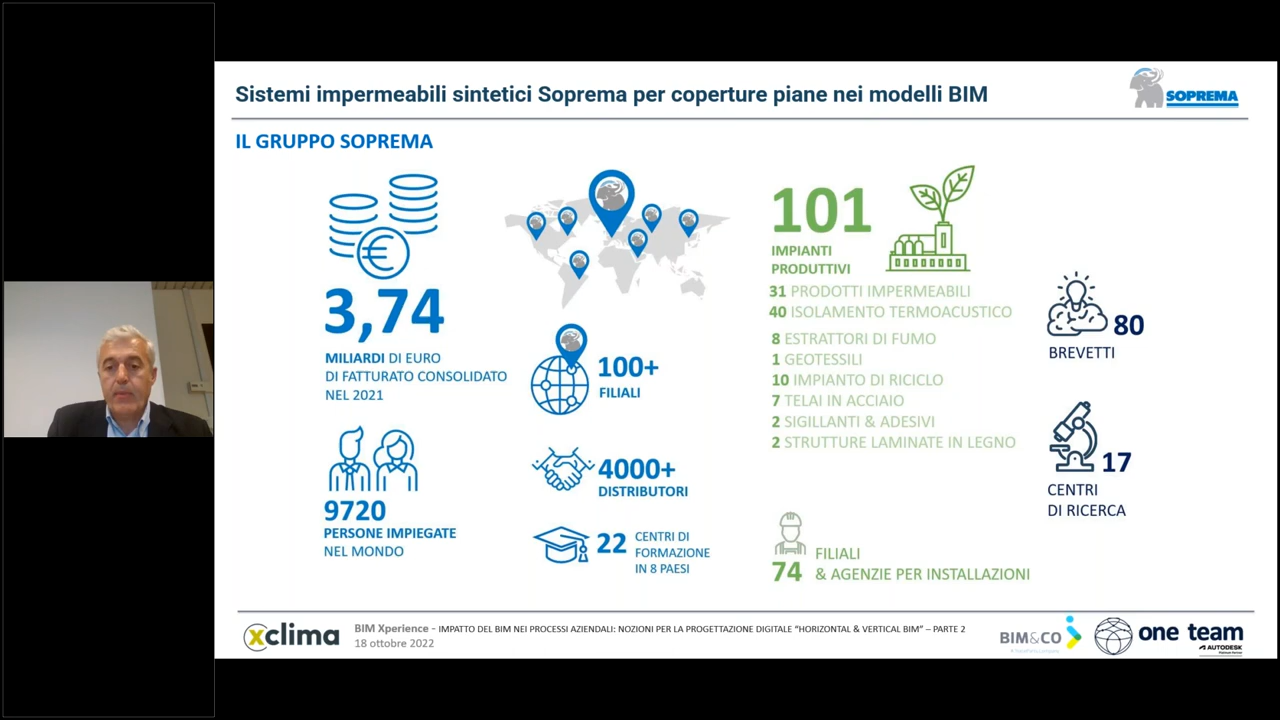 Sistemi impermeabili sintetici Soprema per coperture piane nei modelli BIM
SOPREMA
IL GRUPPO SOPREMA
3,74
MILIARDI DI EURO
DI FATTURATO CONSOLIDATO
NEL 2021
9720
PERSONE IMPIEGATE
NEL MONDO
100+
FILIALI
4000+
DISTRIBUTORI
22
CENTRI DI
FORMAZIONE
IN 8 PAESI
101
IMPIANTI
PRODUTTIVI
31 PRODOTTI IMPERMEABILI
40 ISOLAMENTO TERMOACUSTICO
8 ESTRATTORI DI FUMO
1 GEOTESSILI
10 IMPIANTO DI RICICLO
7 TELAI IN ACCIAIO
2 SIGILLANTI & ADESIVI
2 STRUTTURE LAMINATE IN LEGNO
74
FILIALI
& AGENZIE PER INSTALLAZIONI
80
BREVETTI
17
CENTRI
DI RICERCA
xclima
BIM Xperience – IMPATTO DEL BIM NEI PROCESSI AZIENDALI: NOZIONI PER LA PROGETTAZIONE DIGITALE “HORIZONTAL & VERTICAL BIM” – PARTE 2
18 ottobre 2022
BIM&CO
one team
AUTODESK